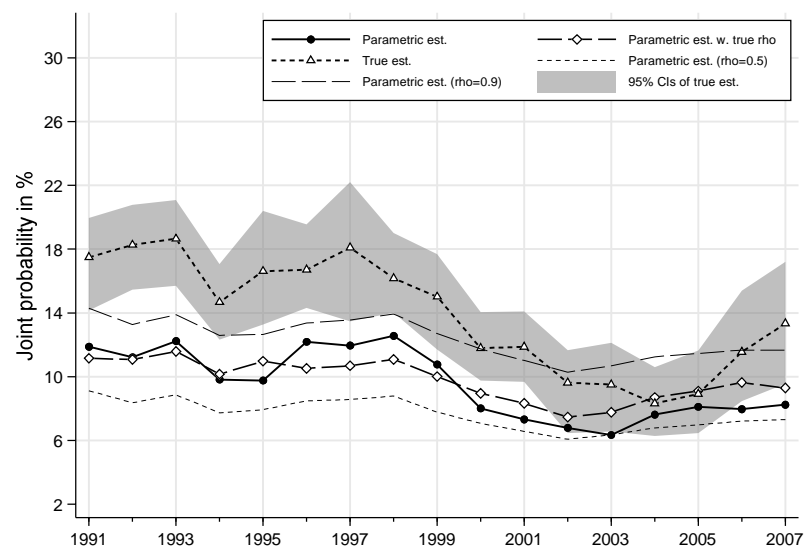 Parametric est.
Parametric est. w. true rho
True est.
Parametric est. (rho=0.5)
Parametric est. (rho=0.9)
95% CIs of true est.
Joint probability in %
30
26
22
18
14
10
6
2
1991 1993 1995 1997 1999 2001 2003 2005 2007